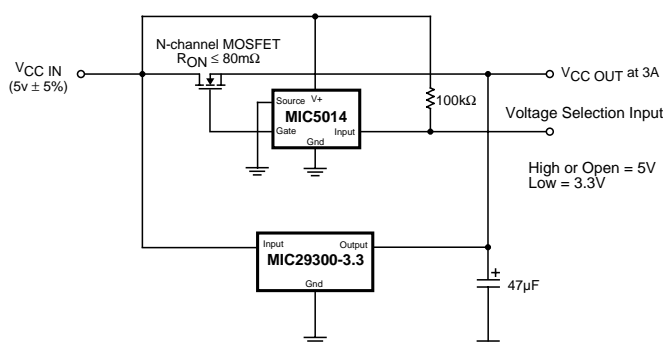 N-channel MOSFET
RON ≤ 80mΩ
VCC IN
(5v ± 5%)
VCC OUT at 3A
Source
V+
100kΩ
MIC5014
Voltage Selection Input
Gate
Input
Gnd
High or Open = 5V
Low = 3.3V
Input
Output
MIC29300-3.3
Gnd
+
47µF